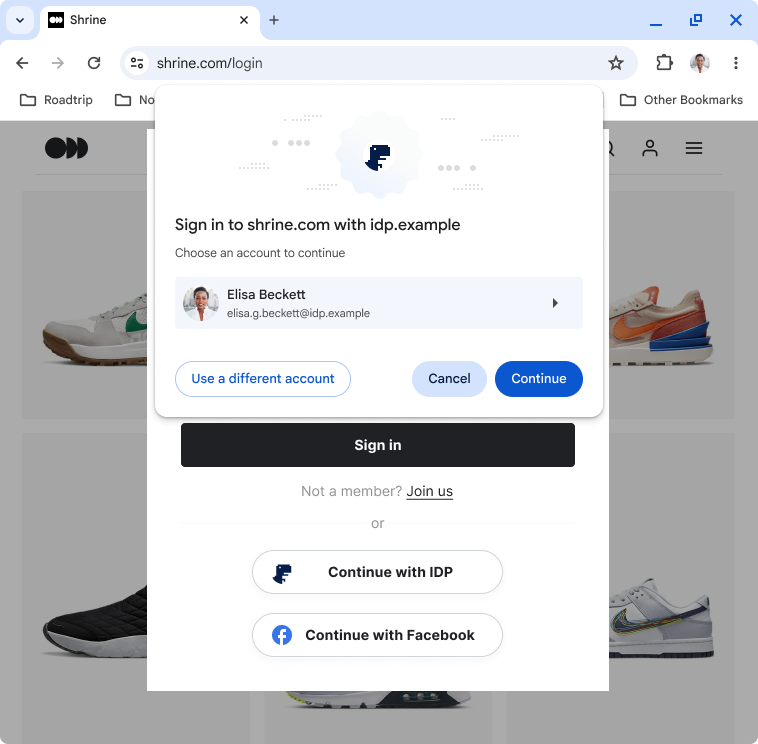 Shrine
shrine.com/login
Roadtrip
No
Other Bookmarks
Sign in to shrine.com with idp.example
Choose an account to continue
Elisa Beckett
elisa.g.beckett@idp.example
Use a different account
Cancel
Continue
Sign in
Not a member? Join us
or
Continue with IDP
Continue with Facebook